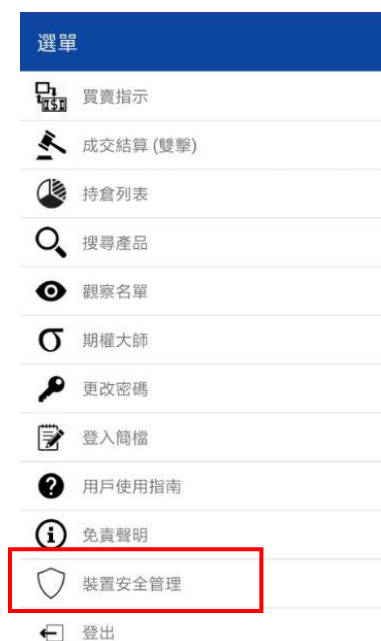 選單
買賣指示
成交結算 (雙擊)
持倉列表
搜尋產品
觀察名單
期權大師
更改密碼
登入簡檔
用戶使用指南
免責聲明
裝置安全管理
登出